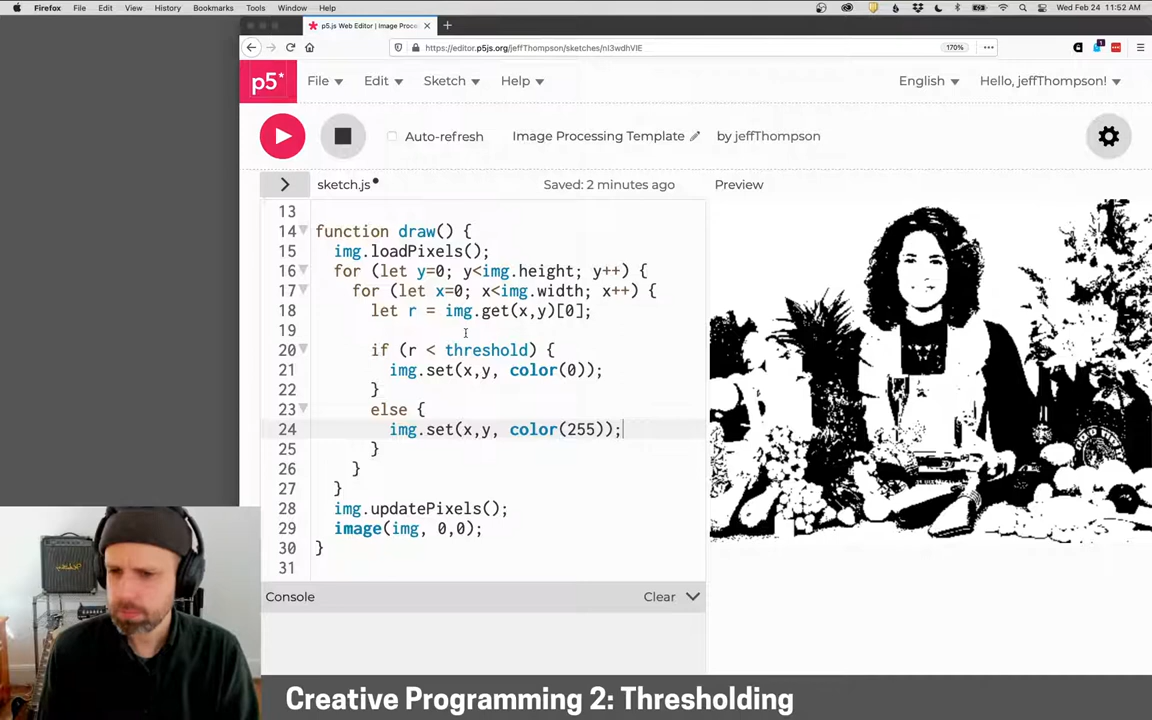 Firefox File Edit View History Bookmarks Tools Window Help
Wed Feb 24 11:52 AM
p5.js Web Editor | Image Proce
https://editor.p5js.org/jeffThompson/sketches/nI3wdhVIE
170%
p5*
File Edit Sketch Help
English Hello, jeffThompson!
Auto-refresh Image Processing Template by jeffThompson
sketch.js Saved: 2 minutes ago Preview
13
14 function draw() {
15 img.loadPixels();
16 for (let y=0; y<img.height; y++) {
17 for (let x=0; x<img.width; x++) {
18 let r = img.get(x,y)[0];
19
20 if (r < threshold) {
21 img.set(x,y, color(0));
22 }
23 else {
24 img.set(x,y, color(255));
25 }
26 }
27 }
28 img.updatePixels();
29 image(img, 0,0);
30 }
31
Console Clear
Creative Programming 2: Thresholding